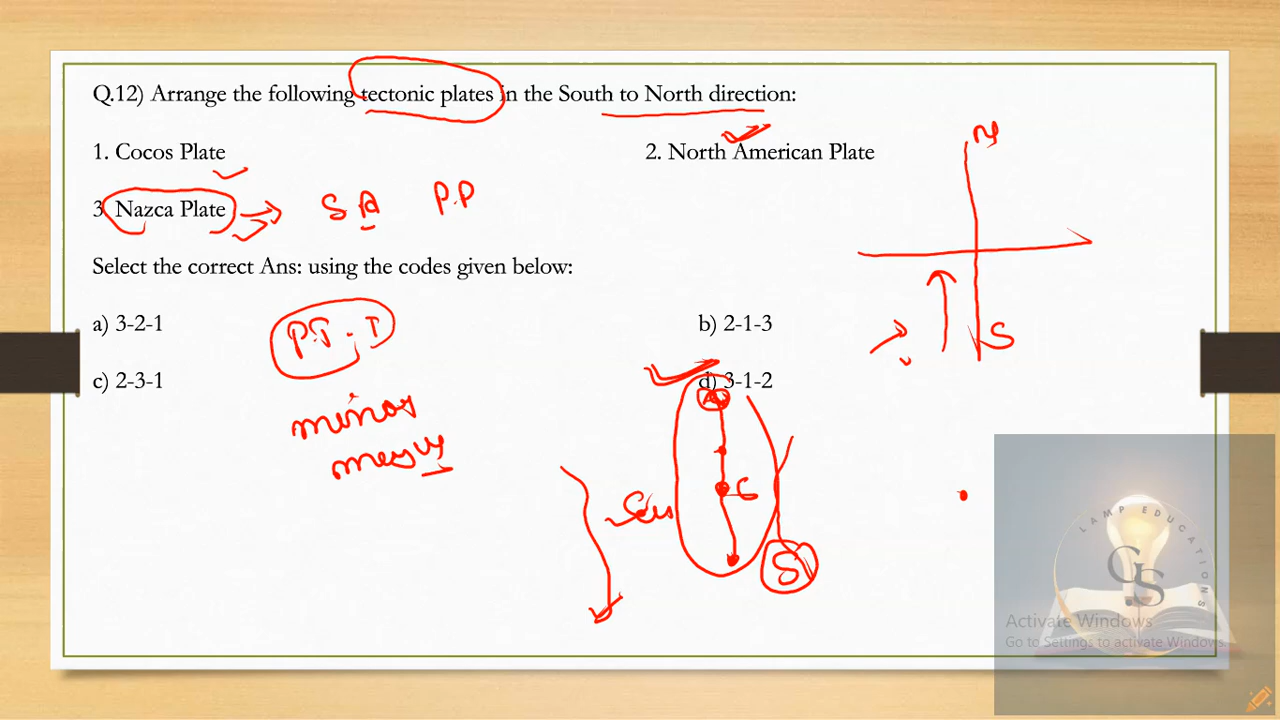 Q.12) Arrange the following tectonic plates in the South to North direction:
1. Cocos Plate
2. North American Plate
N
3. Nazca Plate
S A
P.P
Select the correct Ans: using the codes given below:
a) 3-2-1
b) 2-1-3
P.T. T
S
c) 2-3-1
d) 3-1-2
minor
C
S
LAMP EDUCATIONS
GS
Activate Windows
Go to Settings to activate Windows.